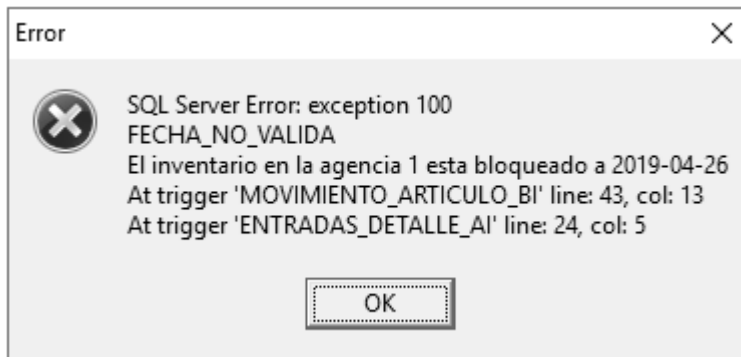 Error
SQL Server Error: exception 100
FECHA_NO_VALIDA
El inventario en la agencia 1 esta bloqueado a 2019-04-26
At trigger 'MOVIMIENTO_ARTICULO_BI' line: 43, col: 13
At trigger 'ENTRADAS_DETALLE_AI' line: 24, col: 5
OK